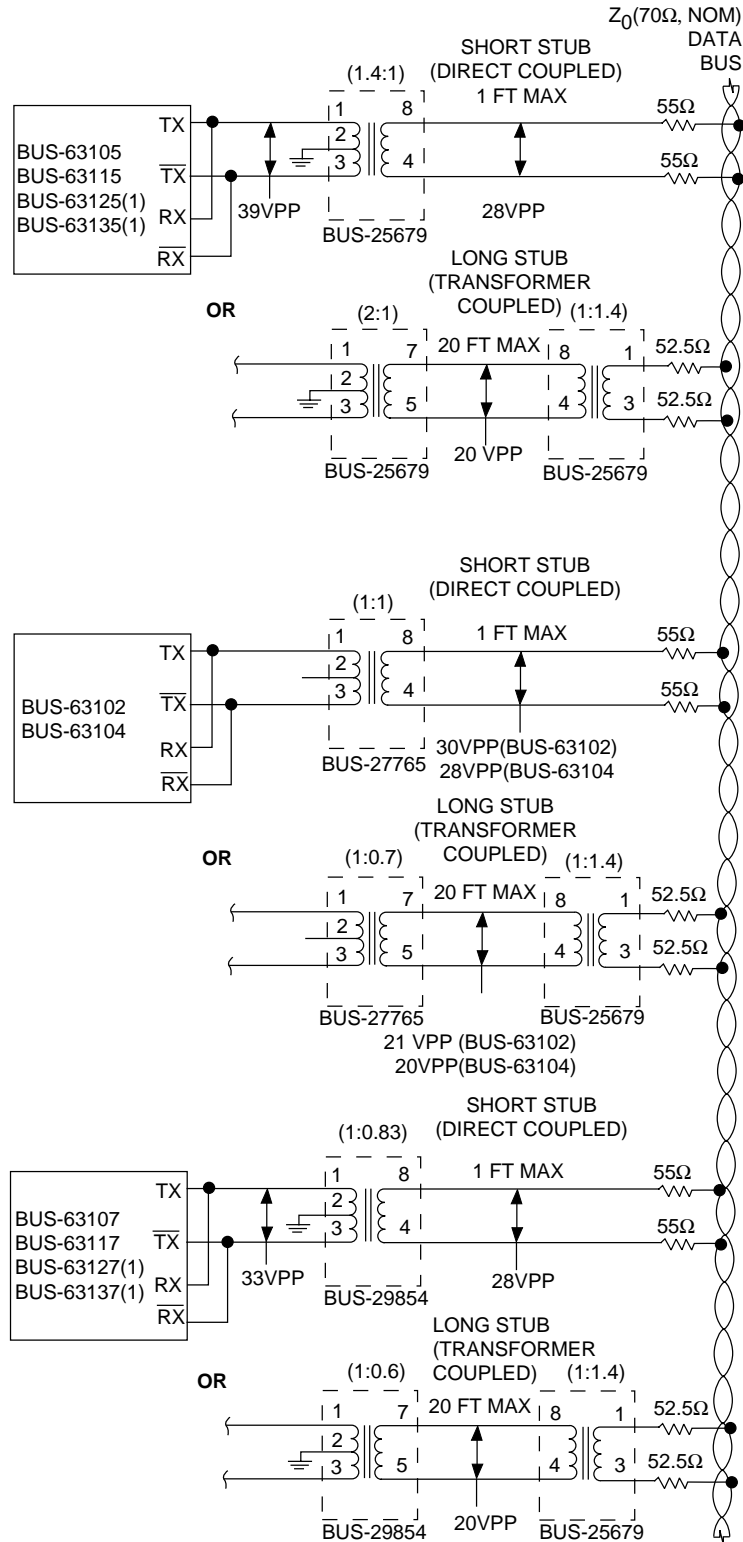 Z0(70Ω, NOM)
DATA
BUS
SHORT STUB
(DIRECT COUPLED)
1 FT MAX
(1.4:1)
1
2
3
8
4
55Ω
55Ω
TX
TX
RX
RX
BUS-63105
BUS-63115
BUS-63125(1)
BUS-63135(1)
39VPP
28VPP
BUS-25679
LONG STUB
(TRANSFORMER
COUPLED)
OR
(2:1)
(1:1.4)
1
2
3
7
5
20 FT MAX
8
4
1
3
52.5Ω
52.5Ω
20 VPP
BUS-25679
BUS-25679
SHORT STUB
(DIRECT COUPLED)
(1:1)
1
2
3
8
4
1 FT MAX
55Ω
55Ω
TX
TX
RX
RX
BUS-63102
BUS-63104
30VPP(BUS-63102)
28VPP(BUS-63104
BUS-27765
LONG STUB
(TRANSFORMER
COUPLED)
OR
(1:0.7)
(1:1.4)
1
2
3
7
5
20 FT MAX
8
4
1
3
52.5Ω
52.5Ω
BUS-27765
BUS-25679
21 VPP (BUS-63102)
20VPP(BUS-63104)
SHORT STUB
(DIRECT COUPLED)
(1:0.83)
1
2
3
8
4
1 FT MAX
55Ω
55Ω
TX
TX
RX
RX
BUS-63107
BUS-63117
BUS-63127(1)
BUS-63137(1)
33VPP
28VPP
BUS-29854
LONG STUB
(TRANSFORMER
COUPLED)
OR
(1:0.6)
(1:1.4)
1
2
3
7
5
20 FT MAX
8
4
1
3
52.5Ω
52.5Ω
20VPP
BUS-29854
BUS-25679